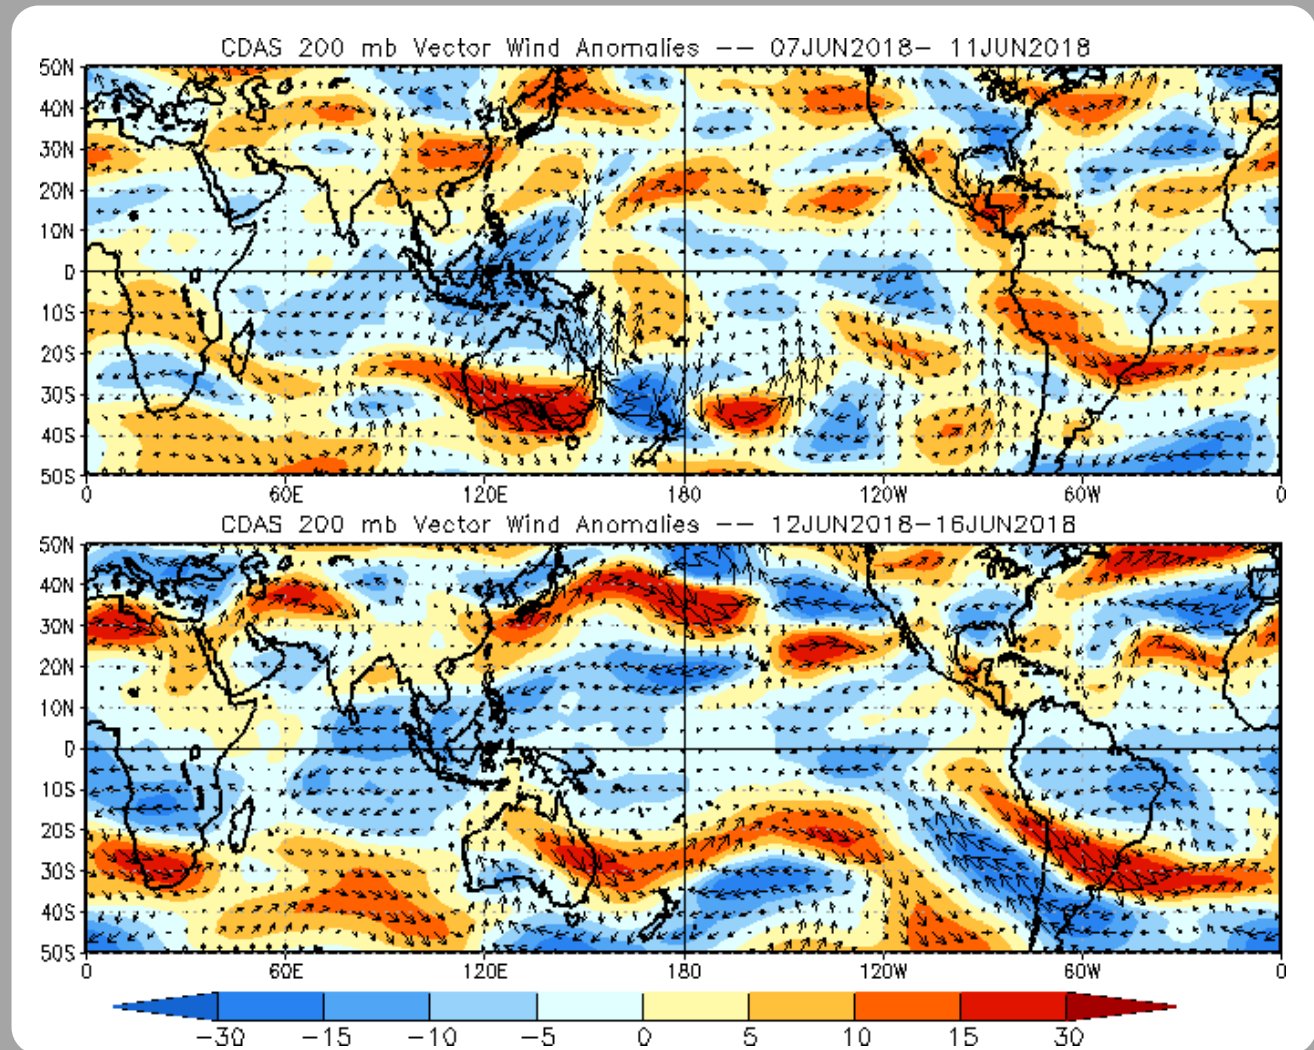 CDAS 200 mb Vector Wind Anomalies -- 07JUN2018- 11JUN2018
50N
40N
30N
20N
10N
0
10S
20S
30S
40S
50S
0 60E 120E 180 120W 60W 0
CDAS 200 mb Vector Wind Anomalies -- 12JUN2018-16JUN2018
50N
40N
30N
20N
10N
0
10S
20S
30S
40S
50S
0 60E 120E 180 120W 60W 0
-30 -15 -10 -5 0 5 10 15 30